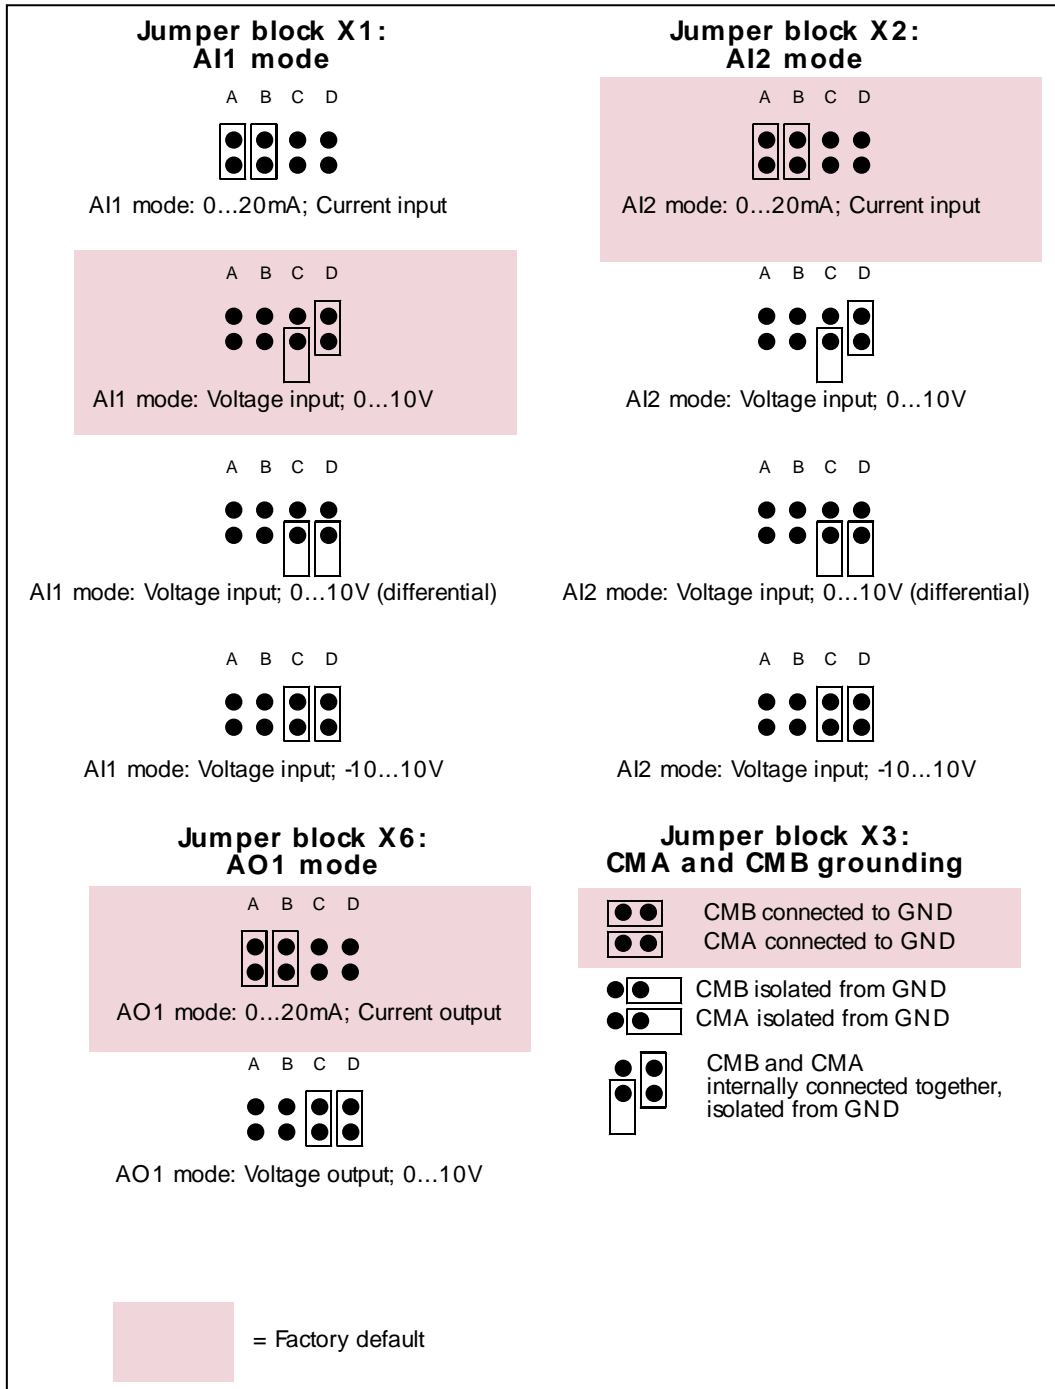 Jumper block X1:
AI1 mode
A B C D
AI1 mode: 0...20mA; Current input
A B C D
AI1 mode: Voltage input; 0...10V
A B C D
AI1 mode: Voltage input; 0...10V (differential)
A B C D
AI1 mode: Voltage input; -10...10V
Jumper block X2:
AI2 mode
A B C D
AI2 mode: 0...20mA; Current input
A B C D
AI2 mode: Voltage input; 0...10V
A B C D
AI2 mode: Voltage input; 0...10V (differential)
A B C D
AI2 mode: Voltage input; -10...10V
Jumper block X6:
AO1 mode
A B C D
AO1 mode: 0...20mA; Current output
A B C D
AO1 mode: Voltage output; 0...10V
Jumper block X3:
CMA and CMB grounding
CMB connected to GND
CMA connected to GND
CMB isolated from GND
CMA isolated from GND
CMB and CMA
internally connected together,
isolated from GND
= Factory default